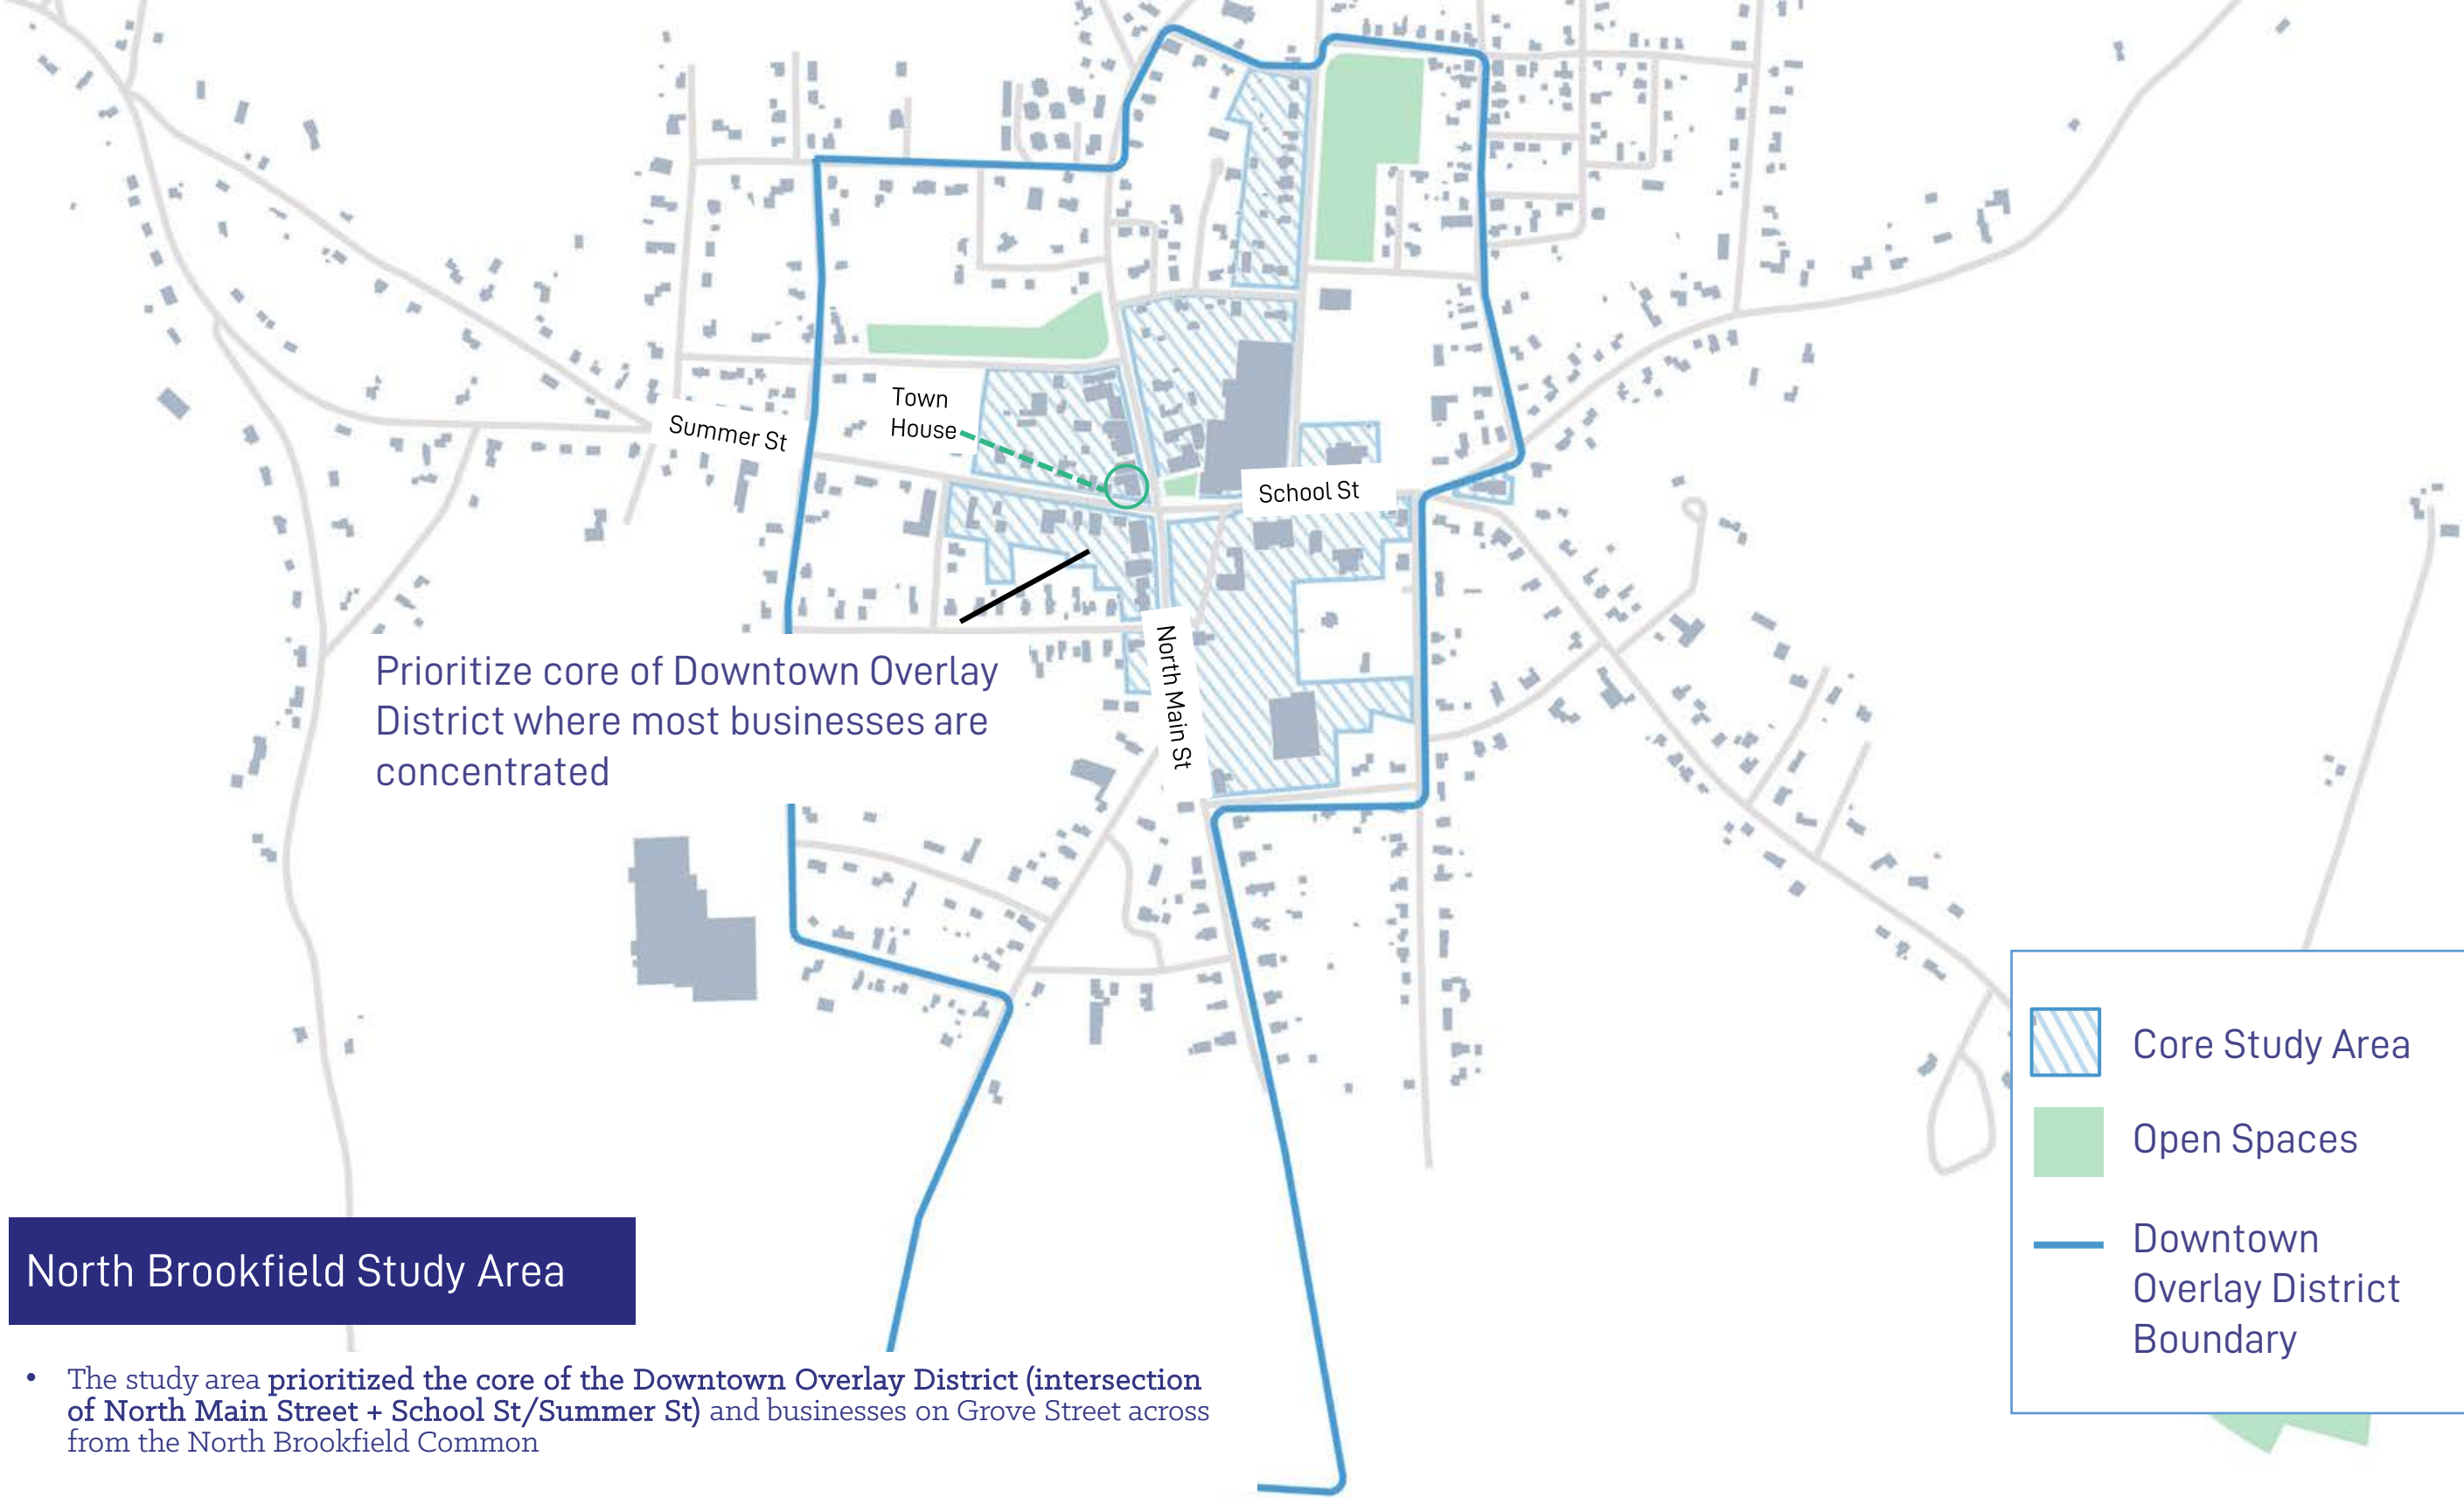 Town
House
Summer St
School St
Prioritize core of Downtown Overlay
District where most businesses are
concentrated
North Main St
Core Study Area
Open Spaces
Downtown
Overlay District
Boundary
North Brookfield Study Area
• The study area prioritized the core of the Downtown Overlay District (intersection
of North Main Street + School St/Summer St) and businesses on Grove Street across
from the North Brookfield Common